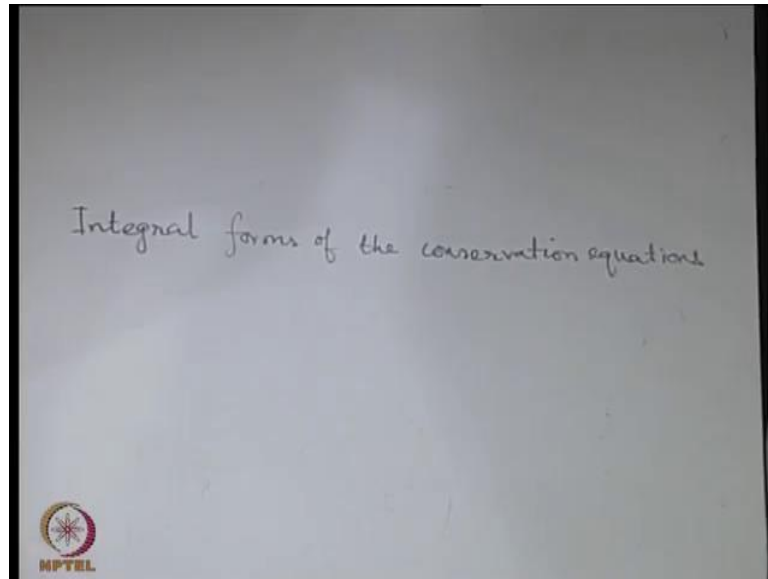 Integral forms of the conservation equations
NPTEL